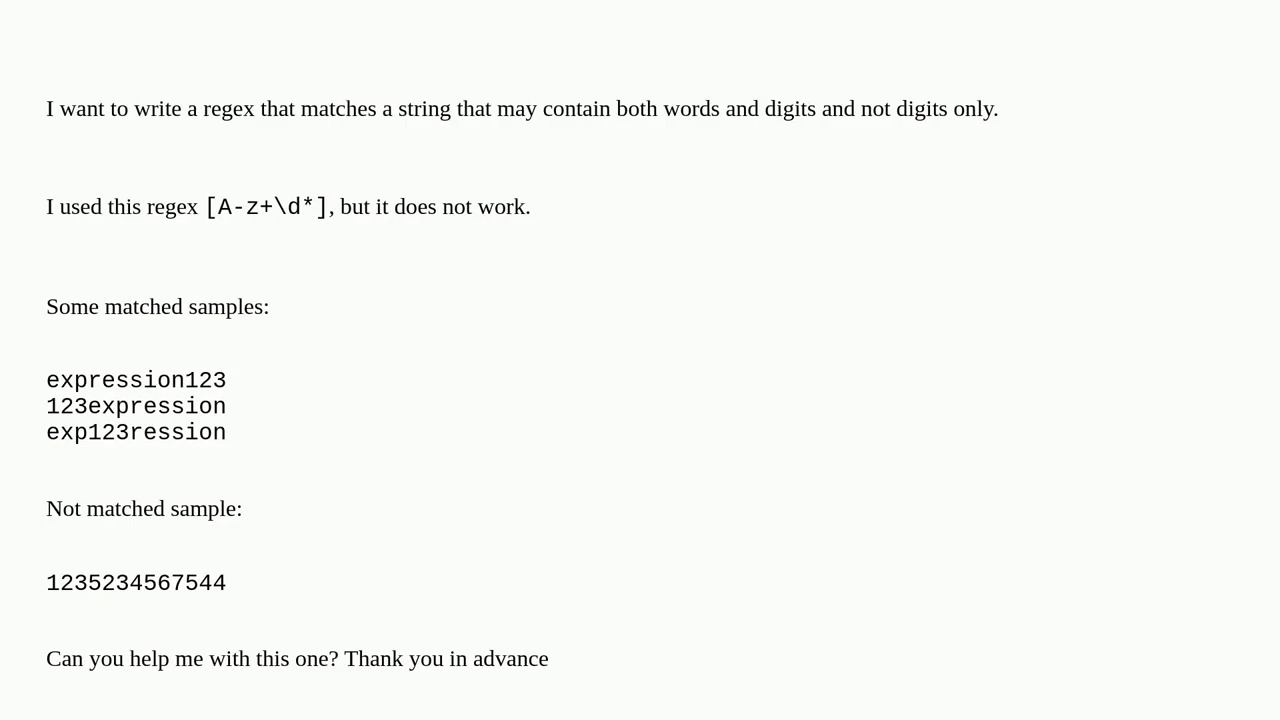 I want to write a regex that matches a string that may contain both words and digits and not digits only.
I used this regex [A-z+\d*], but it does not work.
Some matched samples:
expression123
123expression
exp123ression
Not matched sample:
1235234567544
Can you help me with this one? Thank you in advance